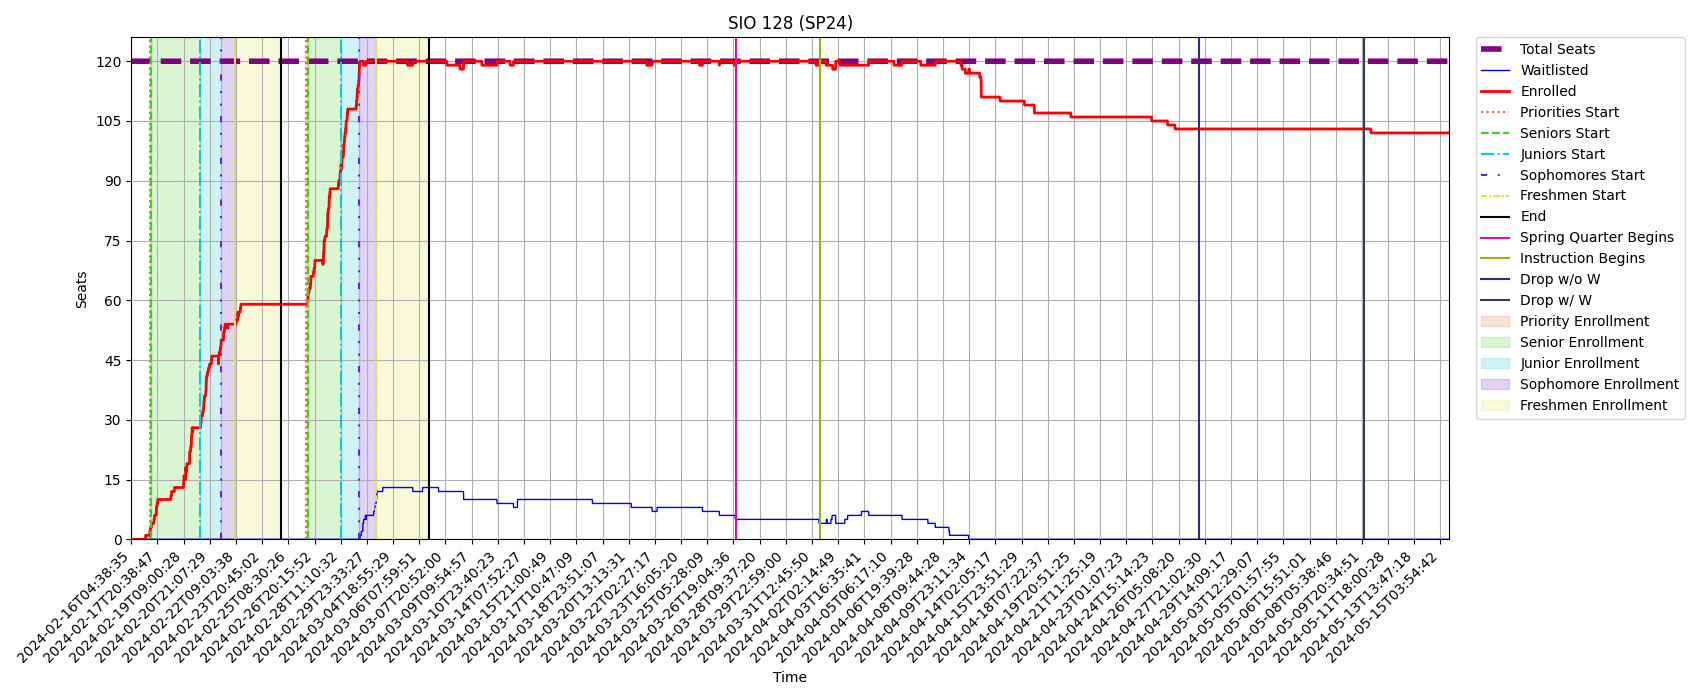 SIO 128 (SP24)
120
105
90
75
60
45
30
15
0
Seats
2024-02-16T04:38:35
2024-02-17T20:38:47
2024-02-19T09:00:28
2024-02-20T21:07:29
2024-02-22T09:03:38
2024-02-23T20:45:02
2024-02-25T08:30:26
2024-02-26T20:15:52
2024-02-28T11:10:32
2024-02-29T23:33:27
2024-03-04T18:55:29
2024-03-06T07:59:51
2024-03-07T20:52:00
2024-03-09T09:54:57
2024-03-10T23:40:23
2024-03-14T07:52:27
2024-03-15T21:00:49
2024-03-17T10:47:09
2024-03-18T23:51:07
2024-03-20T13:13:31
2024-03-22T02:27:17
2024-03-23T16:05:20
2024-03-25T05:28:09
2024-03-26T19:04:36
2024-03-28T09:37:20
2024-03-29T22:59:00
2024-03-31T12:45:50
2024-04-02T02:14:49
2024-04-03T16:35:41
2024-04-05T06:17:10
2024-04-06T19:39:28
2024-04-08T09:44:28
2024-04-09T23:11:34
2024-04-14T02:05:17
2024-04-15T23:51:29
2024-04-18T07:22:37
2024-04-19T20:51:25
2024-04-21T11:25:19
2024-04-23T01:07:23
2024-04-24T15:14:23
2024-04-26T05:08:20
2024-04-27T21:02:30
2024-04-29T14:09:17
2024-05-03T12:29:07
2024-05-05T01:57:55
2024-05-06T15:51:01
2024-05-08T05:38:46
2024-05-09T20:34:51
2024-05-11T18:00:28
2024-05-13T13:47:18
2024-05-15T03:54:42
Time
Total Seats
Waitlisted
Enrolled
Priorities Start
Seniors Start
Juniors Start
Sophomores Start
Freshmen Start
End
Spring Quarter Begins
Instruction Begins
Drop w/o W
Drop w/ W
Priority Enrollment
Senior Enrollment
Junior Enrollment
Sophomore Enrollment
Freshmen Enrollment